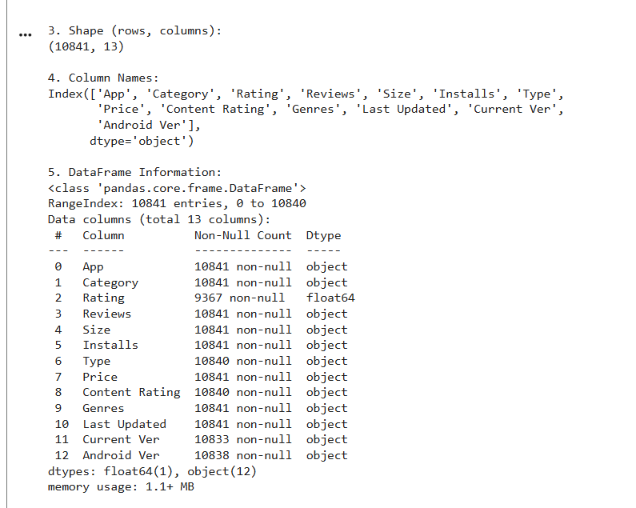 ...
3. Shape (rows, columns):
(10841, 13)
4. Column Names:
Index(['App', 'Category', 'Rating', 'Reviews', 'Size', 'Installs', 'Type',
'Price', 'Content Rating', 'Genres', 'Last Updated', 'Current Ver',
'Android Ver'],
dtype='object')
5. DataFrame Information:
<class 'pandas.core.frame.DataFrame'>
RangeIndex: 10841 entries, 0 to 10840
Data columns (total 13 columns):
# Column Non-Null Count Dtype
--- ------ -------------- -----
0 App 10841 non-null object
1 Category 10841 non-null object
2 Rating 9367 non-null float64
3 Reviews 10841 non-null object
4 Size 10841 non-null object
5 Installs 10841 non-null object
6 Type 10840 non-null object
7 Price 10841 non-null object
8 Content Rating 10840 non-null object
9 Genres 10841 non-null object
10 Last Updated 10841 non-null object
11 Current Ver 10833 non-null object
12 Android Ver 10838 non-null object
dtypes: float64(1), object(12)
memory usage: 1.1+ MB